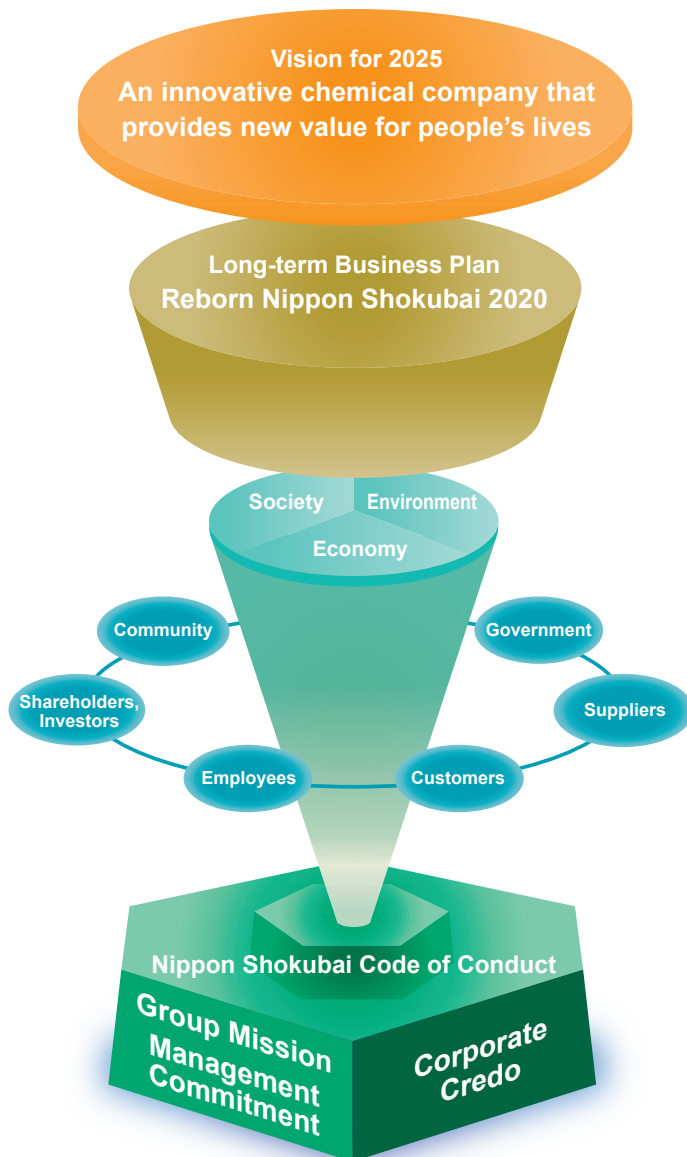 Vision for 2025
An innovative chemical company that
provides new value for people's lives
Long-term Business Plan
Reborn Nippon Shokubai 2020
Society
Environment
Economy
Community
Government
Shareholders,
Investors
Suppliers
Employees
Customers
Nippon Shokubai Code of Conduct
Group Mission
Management
Commitment
Corporate
Credo